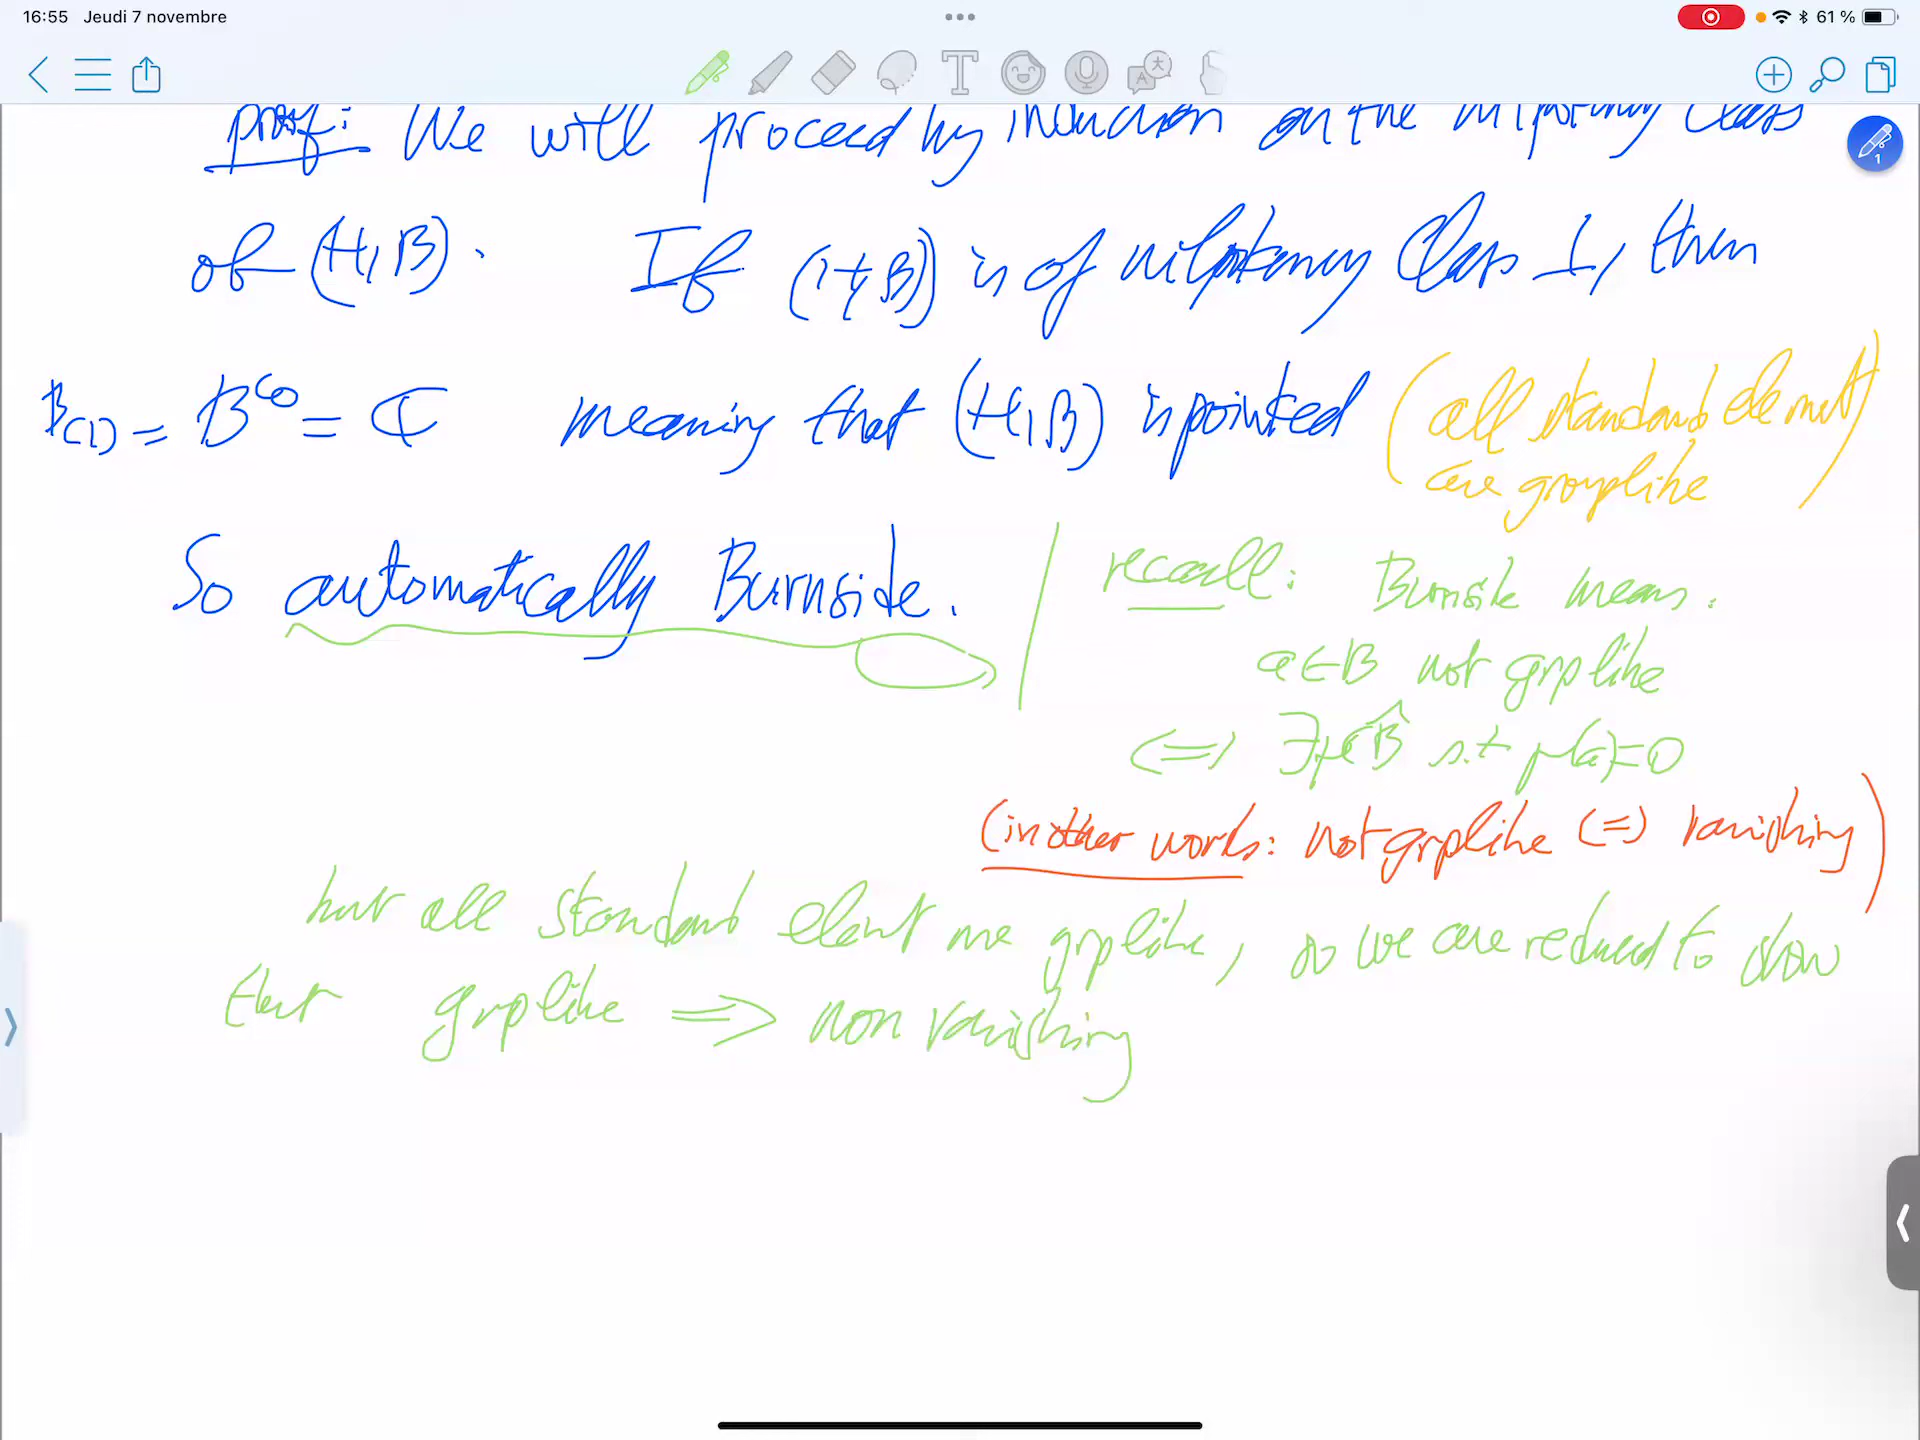 16:55 Jeudi 7 novembre
61 %
proof: We will proceed by induction on the nilpotency class
of (H,B). If (H,B) is of nilpotency class 1, then
B(1) = B^co = ℂ meaning that (H,B) is pointed (all standard element
are grouplike)
So automatically Burnside.
recall: Burnside means:
a∈B not grplike
<=> ∃μ∈B̂ s.t μ(a)=0
(in other words: not grplike <=> vanishing)
but all standard elemt are grplike, so we are reduced to show
that grplike => non vanishing
1